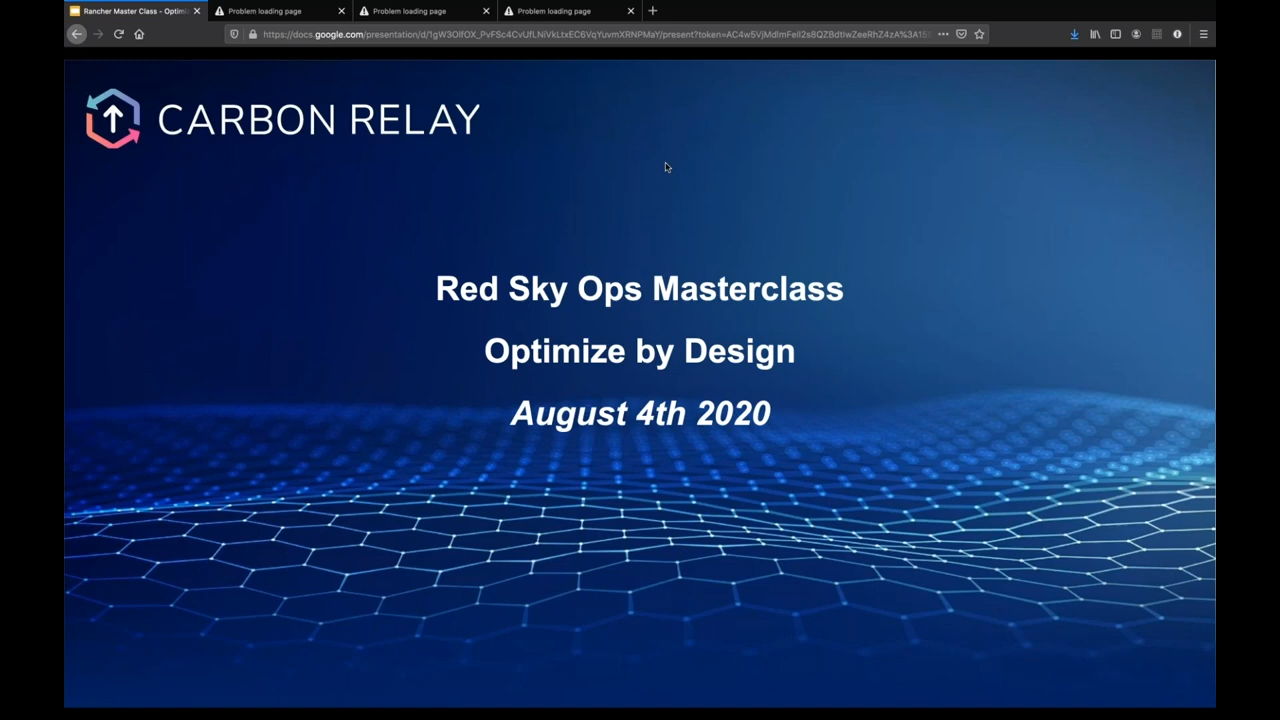 Rancher Master Class - Optimi
Problem loading page
Problem loading page
Problem loading page
CARBON RELAY
Red Sky Ops Masterclass
Optimize by Design
August 4th 2020